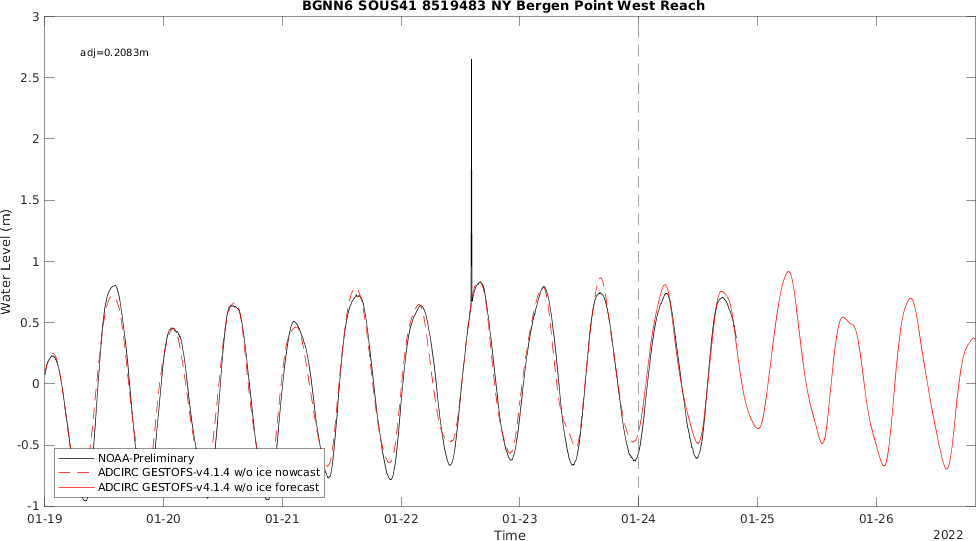 BGNN6 SOUS41 8519483 NY Bergen Point West Reach
adj=0.2083m
3
2.5
2
1.5
1
0.5
0
-0.5
-1
Water Level (m)
NOAA-Preliminary
ADCIRC GESTOFS-v4.1.4 w/o ice nowcast
ADCIRC GESTOFS-v4.1.4 w/o ice forecast
01-19 01-20 01-21 01-22 01-23 01-24 01-25 01-26
Time
2022